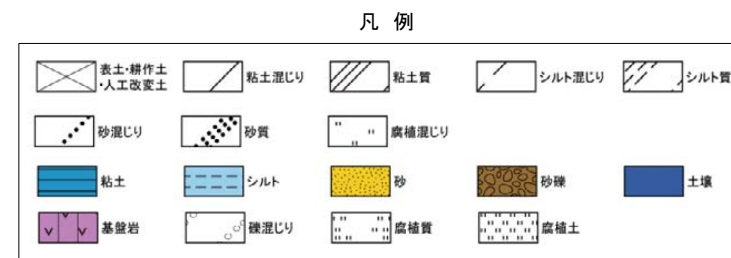 凡 例
表土・耕作土
・人工改変土
粘土混じり
粘土質
シルト混じり
シルト質
砂混じり
砂質
腐植混じり
粘土
シルト
砂
砂礫
土壌
基盤岩
礫混じり
腐植質
腐植土